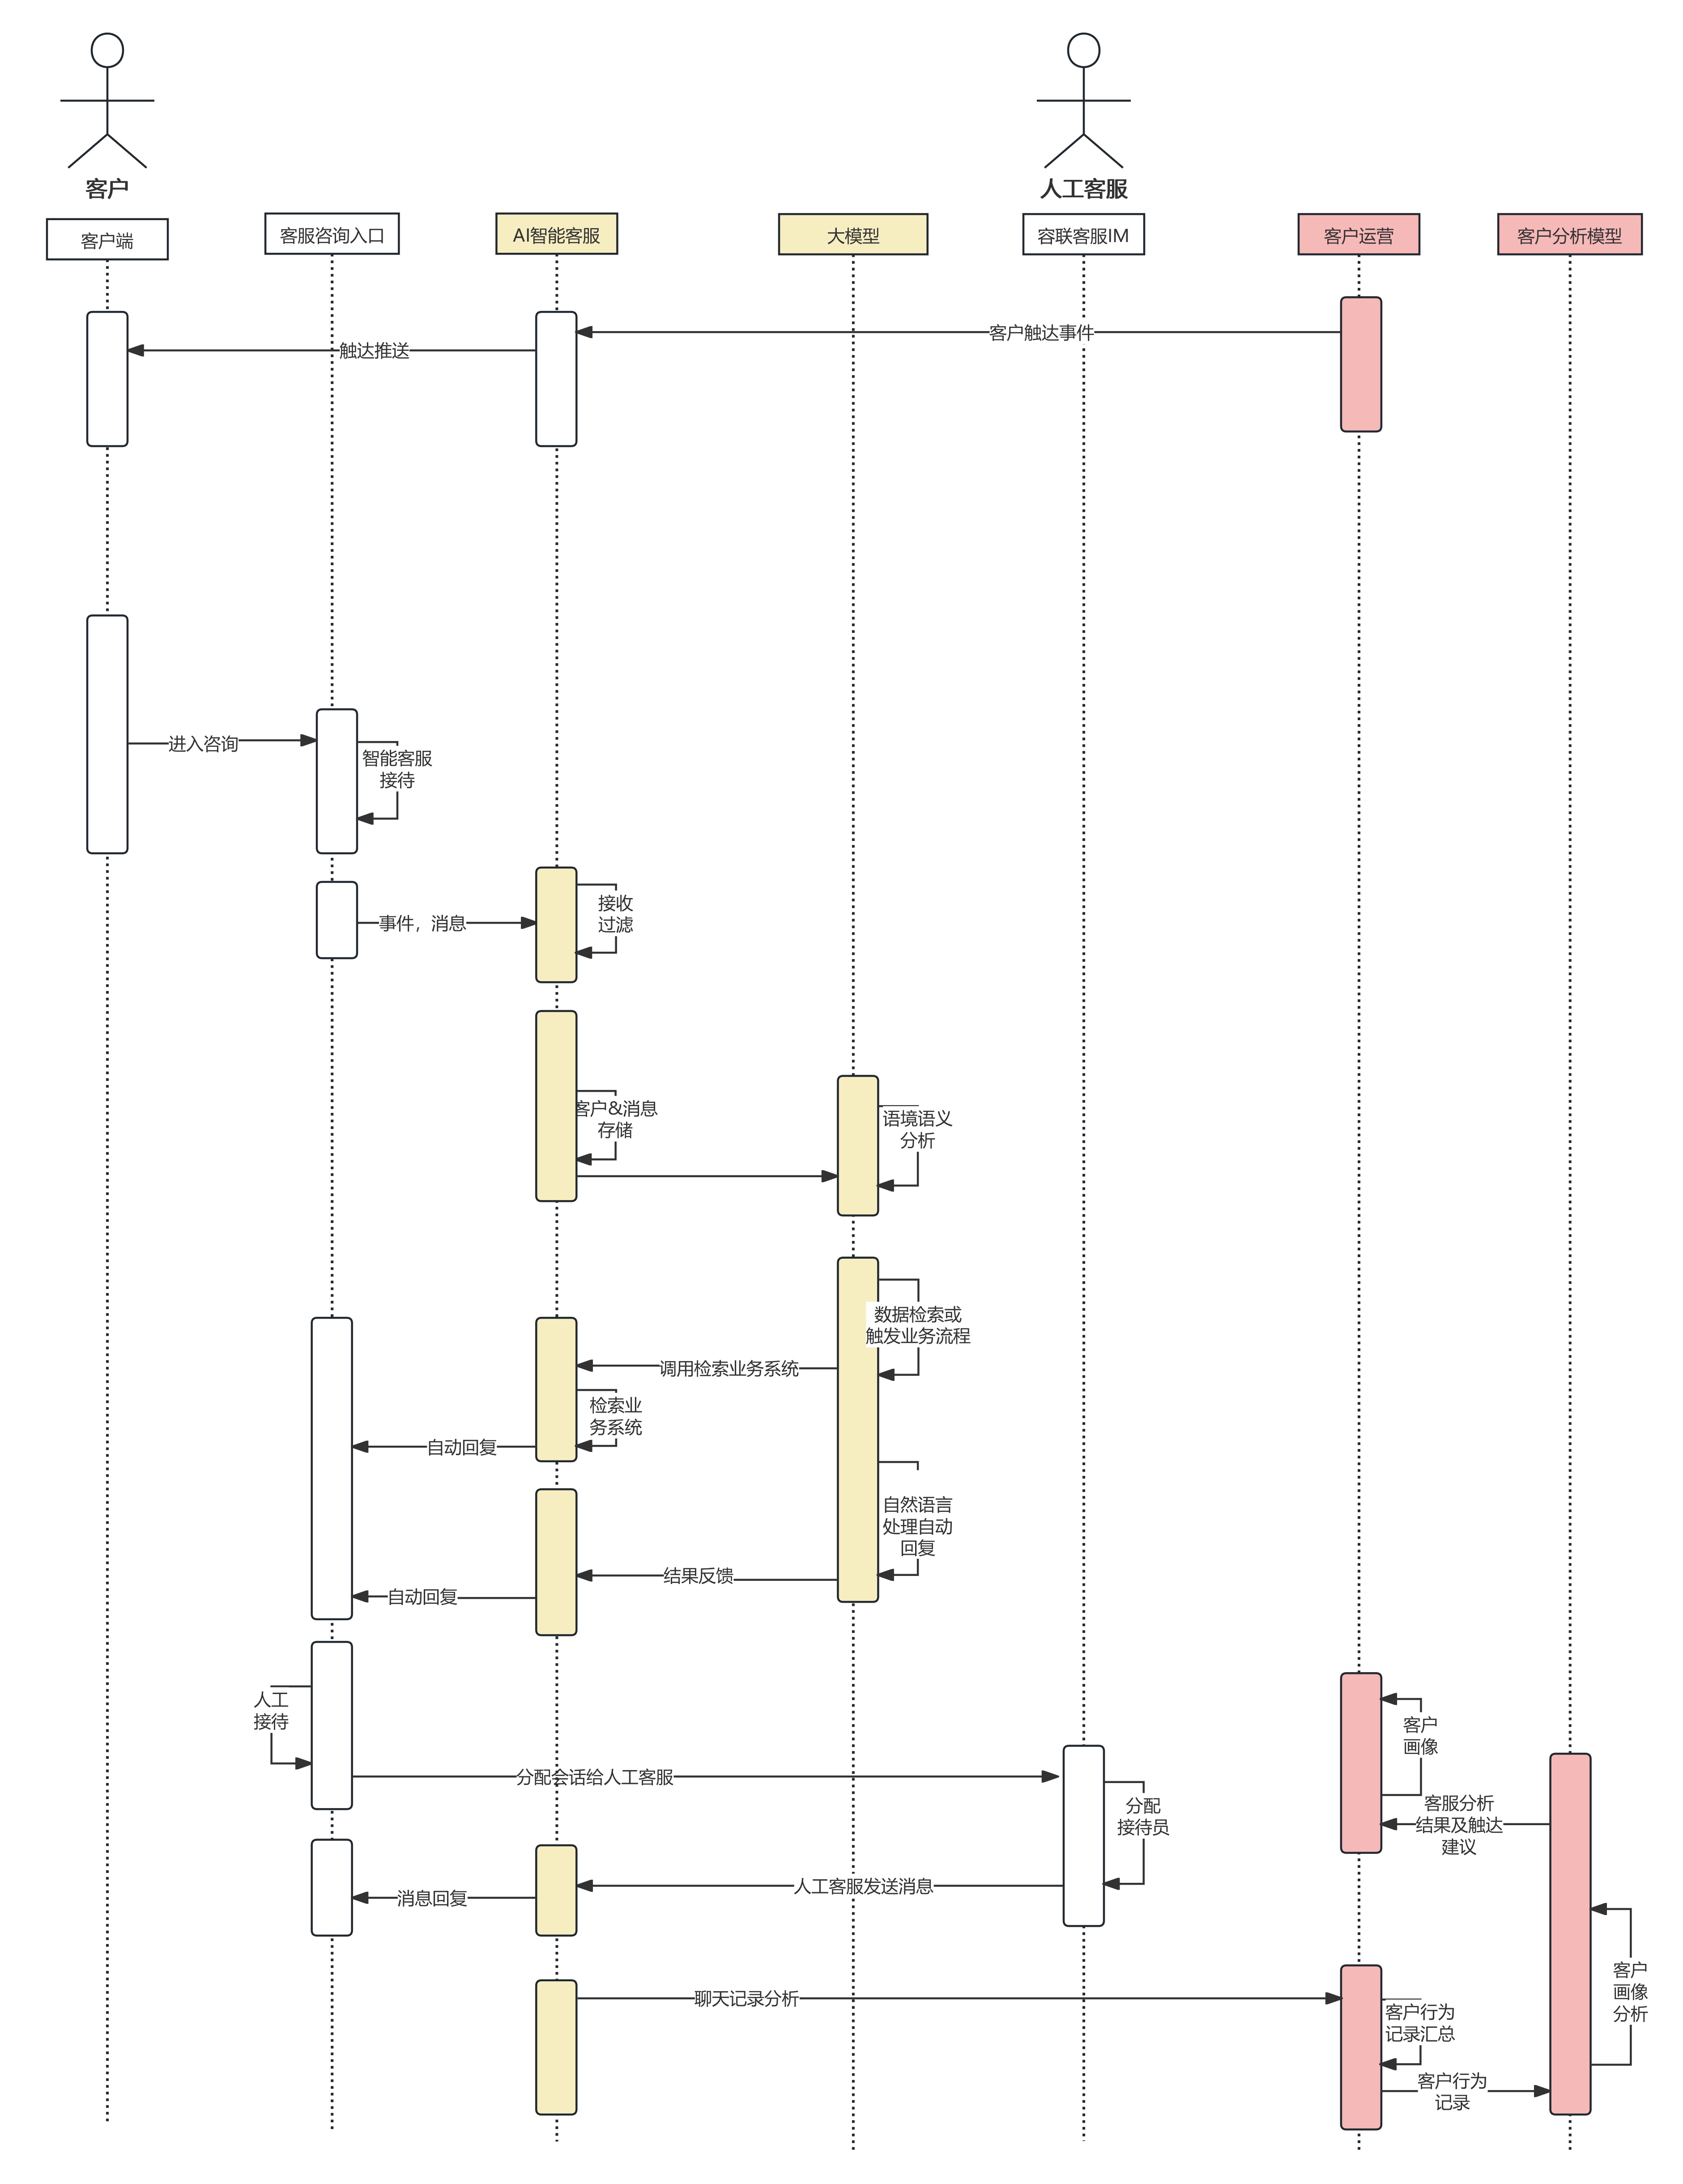 客户
人工客服
客户端
客服咨询入口
AI智能客服
大模型
容联客服IM
客户运营
客户分析模型
客户触达事件
触达推送
进入咨询
智能客服
接待
事件，消息
接收
过滤
客户&消息
存储
语境语义
分析
数据检索或
触发业务流程
调用检索业务系统
检索业
务系统
自动回复
自然语言
处理自动
回复
结果反馈
自动回复
人工
接待
客户
画像
分配会话给人工客服
分配
接待员
客服分析
结果及触达
建议
人工客服发送消息
消息回复
客户
画像
分析
聊天记录分析
客户行为
记录汇总
客户行为
记录